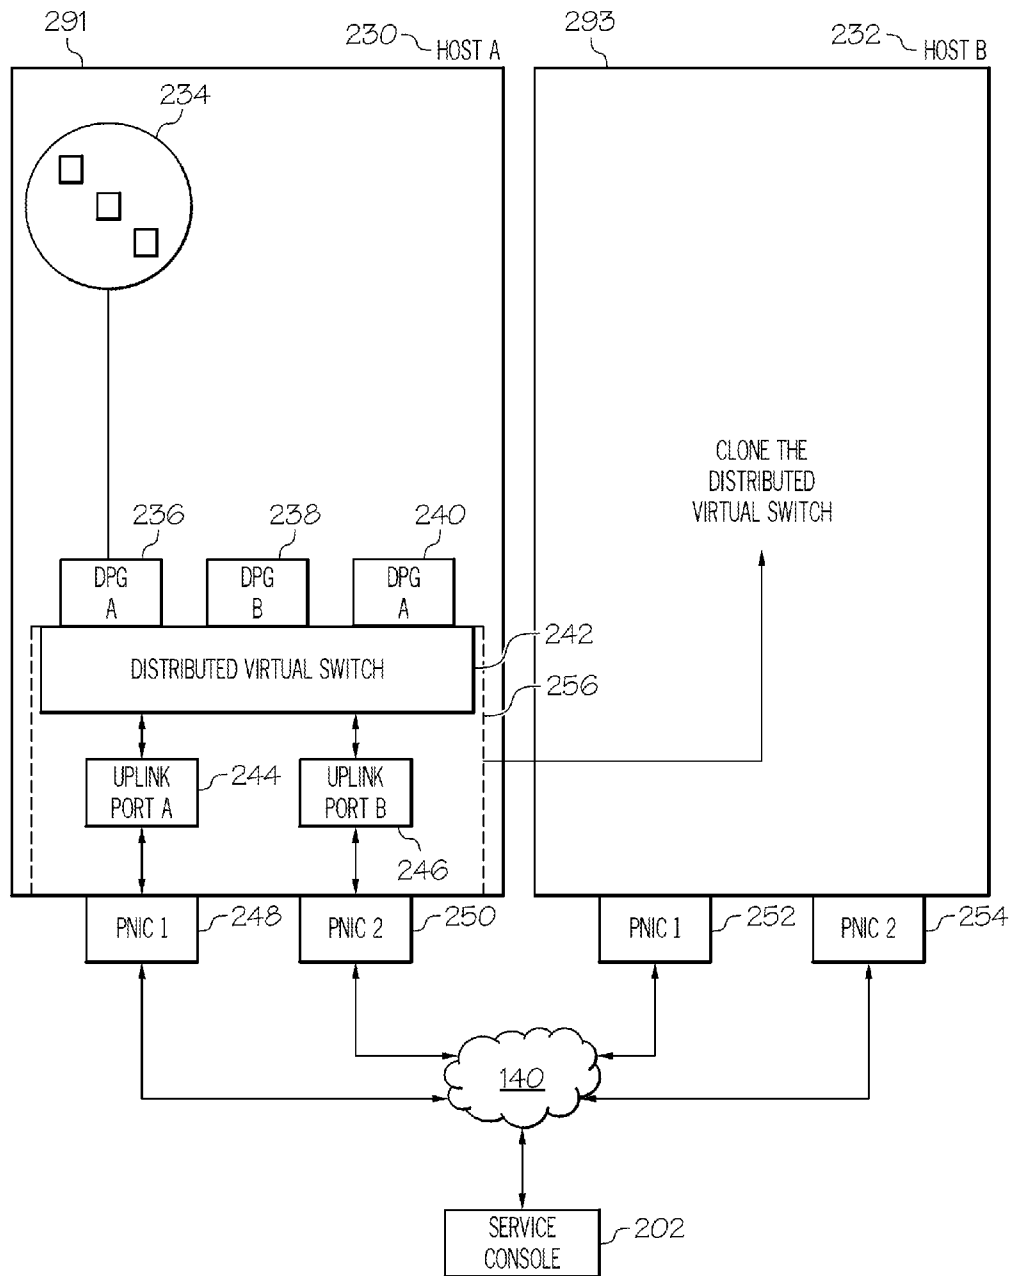 291
230
HOST A
293
232
HOST B
234
CLONE THE
DISTRIBUTED
VIRTUAL SWITCH
236
238
240
DPG
A
DPG
B
DPG
A
242
DISTRIBUTED VIRTUAL SWITCH
256
UPLINK
PORT A
244
UPLINK
PORT B
246
PNIC 1
248
PNIC 2
250
PNIC 1
252
PNIC 2
254
140
SERVICE
CONSOLE
202